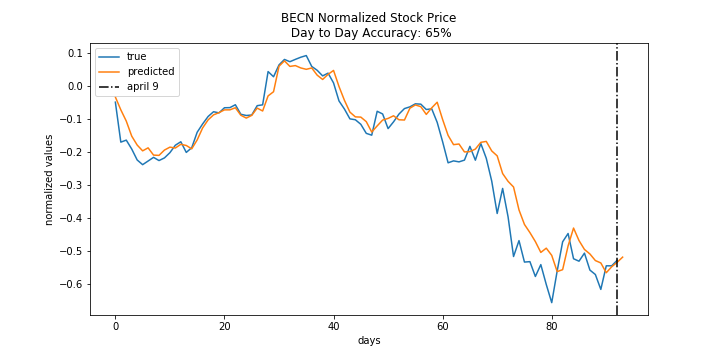 BECN Normalized Stock Price
Day to Day Accuracy: 65%
true
predicted
april 9
0.1
0.0
−0.1
−0.2
−0.3
−0.4
−0.5
−0.6
normalized values
0 20 40 60 80
days